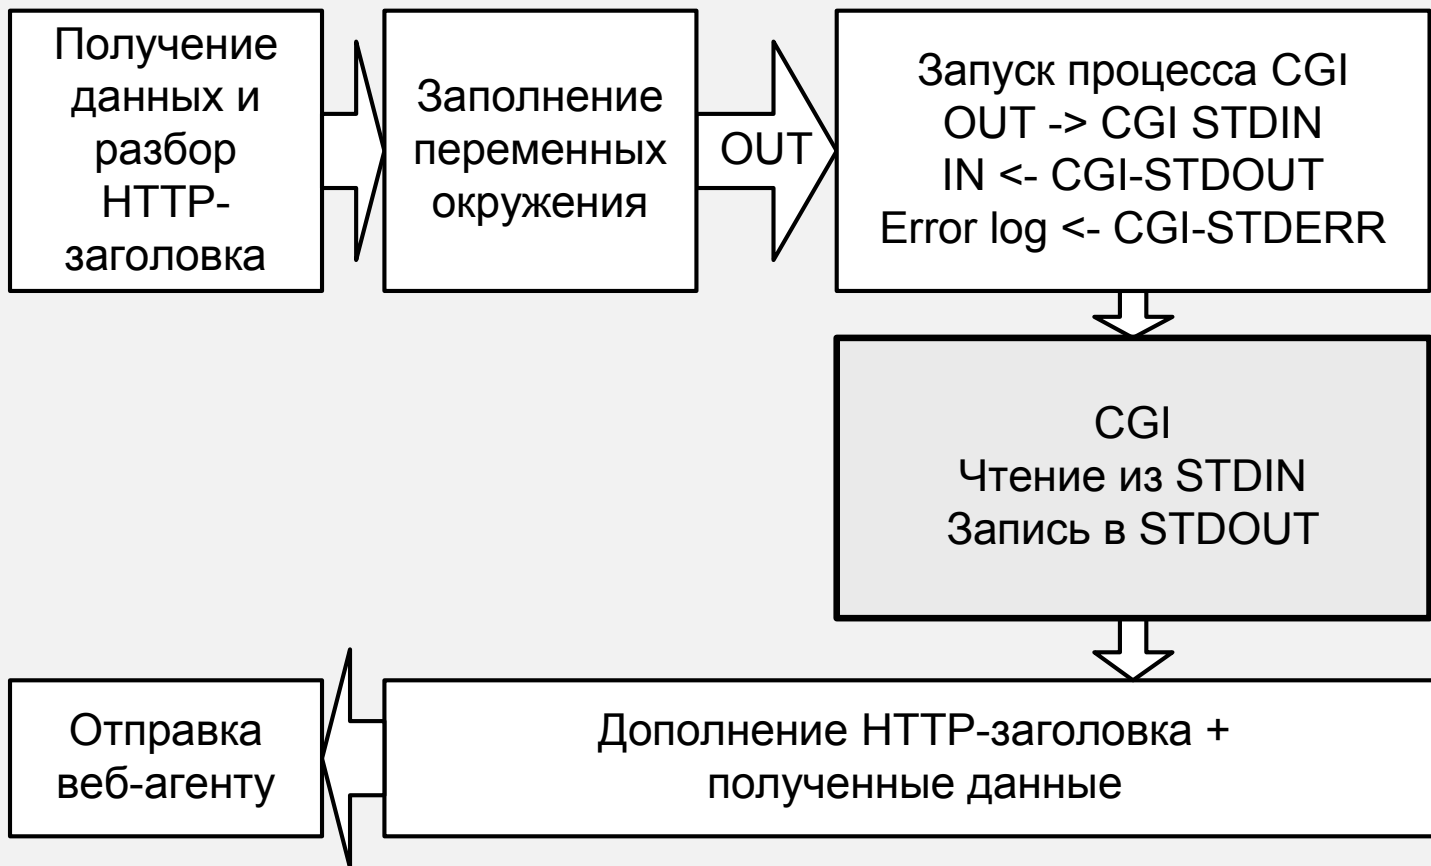 Получение
данных и
разбор
HTTP-
заголовка
Заполнение
переменных
окружения
OUT
Запуск процесса CGI
OUT -> CGI STDIN
IN <- CGI-STDOUT
Error log <- CGI-STDERR
CGI
Чтение из STDIN
Запись в STDOUT
Дополнение HTTP-заголовка +
полученные данные
Отправка
веб-агенту